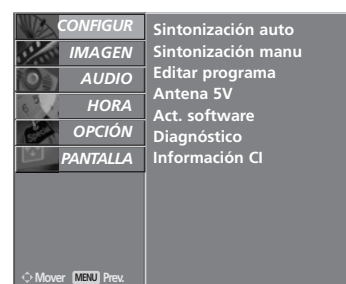 CONFIGUR
IMAGEN
AUDIO
HORA
OPCIÓN
PANTALLA
Sintonización auto
Sintonización manu
Editar programa
Antena 5V
Act. software
Diagnóstico
Información CI
Mover MENU Prev.